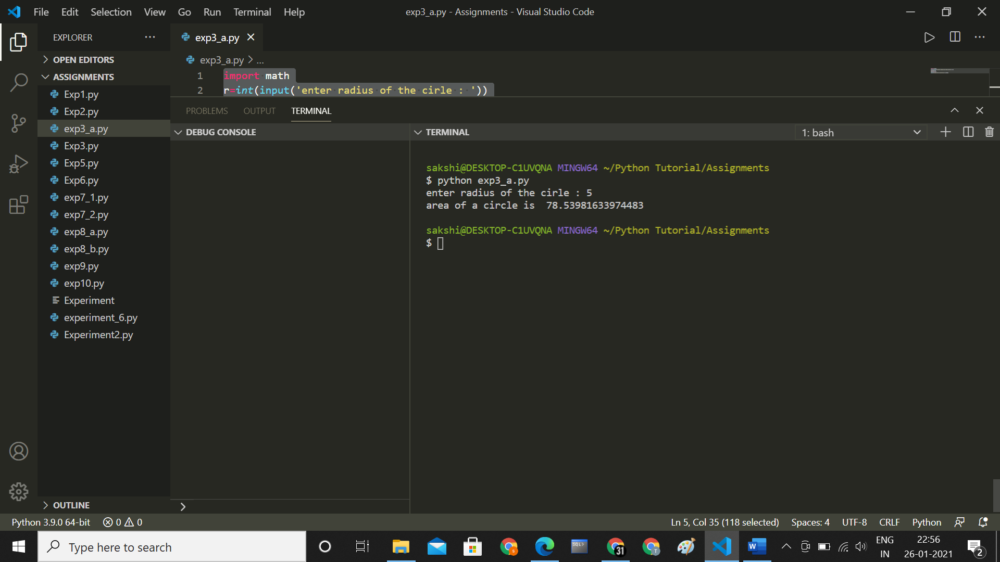 File Edit Selection View Go Run Terminal Help
exp3_a.py - Assignments - Visual Studio Code
EXPLORER
OPEN EDITORS
ASSIGNMENTS
Exp1.py
Exp2.py
exp3_a.py
Exp3.py
Exp5.py
Exp6.py
exp7_1.py
exp7_2.py
exp8_a.py
exp8_b.py
exp9.py
exp10.py
Experiment
experiment_6.py
Experiment2.py
OUTLINE
exp3_a.py
exp3_a.py > ...
1 import math
2 r=int(input('enter radius of the cirle : '))
PROBLEMS OUTPUT TERMINAL
DEBUG CONSOLE
TERMINAL
1: bash
sakshi@DESKTOP-C1UVQNA MINGW64 ~/Python Tutorial/Assignments
$ python exp3_a.py
enter radius of the cirle : 5
area of a circle is  78.53981633974483
sakshi@DESKTOP-C1UVQNA MINGW64 ~/Python Tutorial/Assignments
$
Python 3.9.0 64-bit 0 0
Ln 5, Col 35 (118 selected) Spaces: 4 UTF-8 CRLF Python
Type here to search
SQL>
S
31
T
W
ENG
IN
22:56
26-01-2021
2